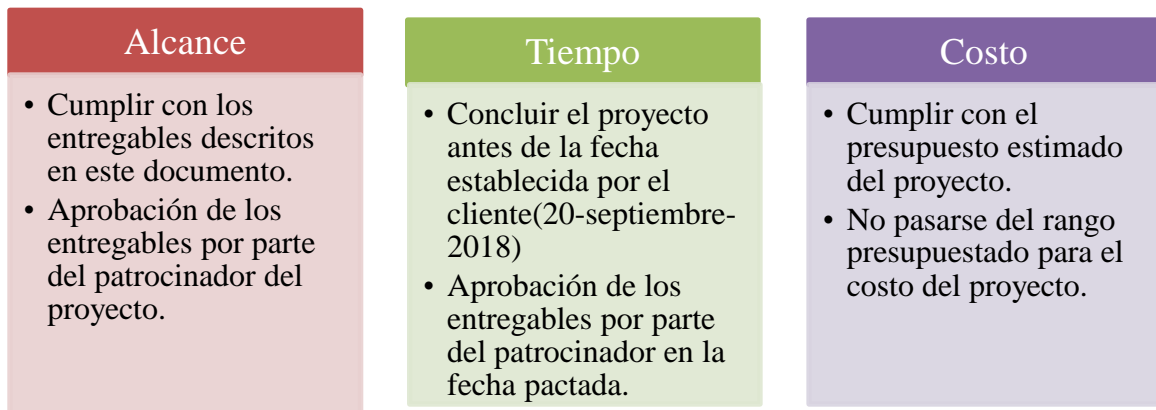 Alcance
• Cumplir con los
entregables descritos
en este documento.
• Aprobación de los
entregables por parte
del patrocinador del
proyecto.
Tiempo
• Concluir el proyecto
antes de la fecha
establecida por el
cliente(20-septiembre-
2018)
• Aprobación de los
entregables por parte
del patrocinador en la
fecha pactada.
Costo
• Cumplir con el
presupuesto estimado
del proyecto.
• No pasarse del rango
presupuestado para el
costo del proyecto.